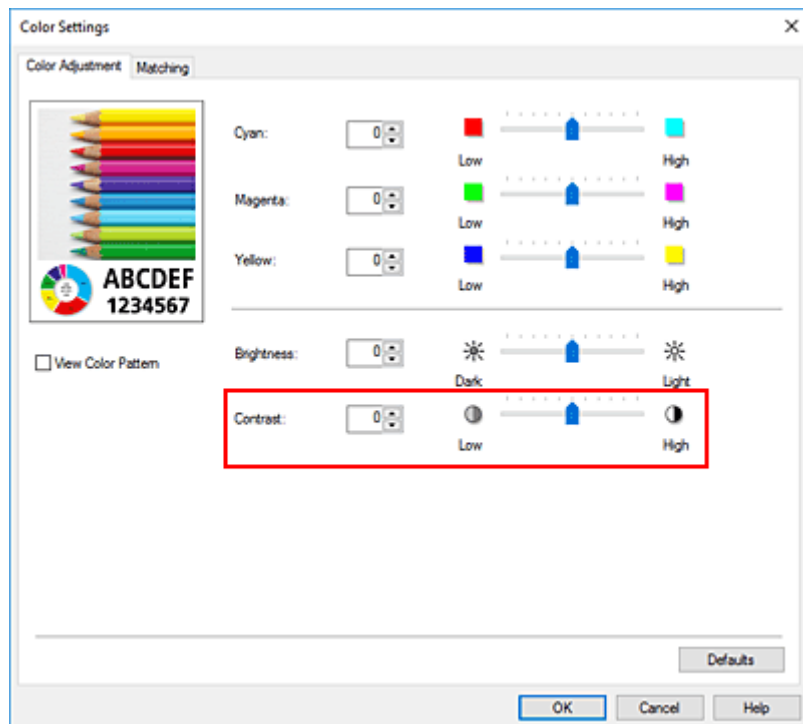 Color Settings
Color Adjustment Matching
Cyan: 0
Low High
Magenta: 0
Low High
Yellow: 0
Low High
ABCDEF
1234567
View Color Pattern
Brightness: 0
Dark Light
Contrast: 0
Low High
Defaults
OK Cancel Help